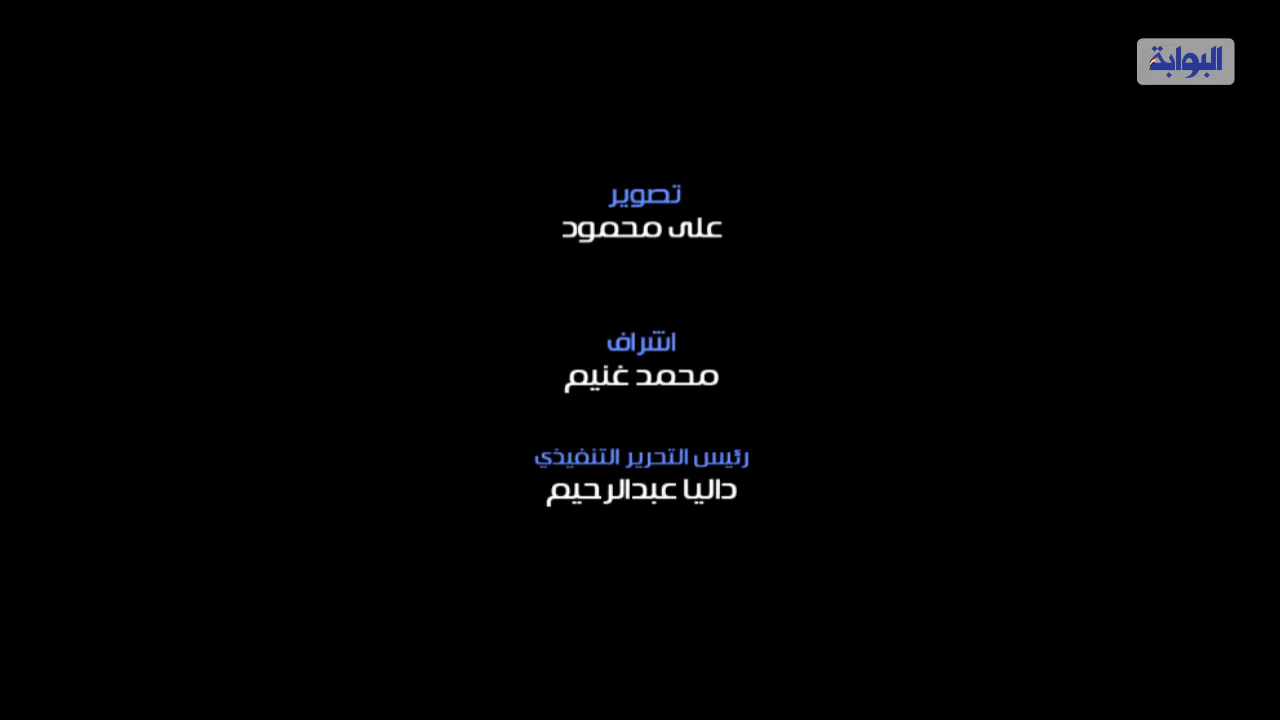 البوابة
تصوير
على محمود
اشراف
محمد غنيم
رئيس التحرير التنفيذي
داليا عبدالرحيم